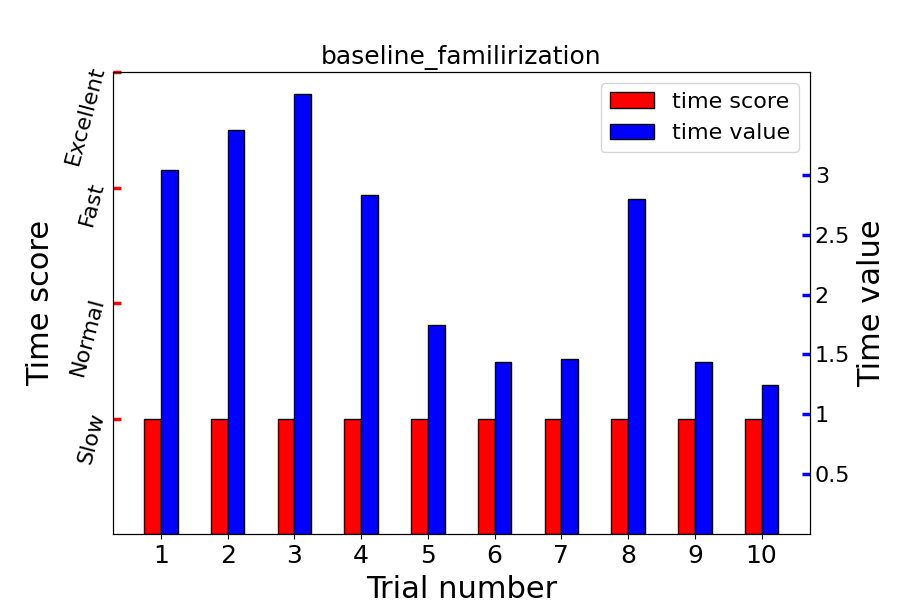 baseline_familirization
time score
time value
Time score
Excellent
Fast
Normal
Slow
3
2.5
2
1.5
1
0.5
Time value
1 2 3 4 5 6 7 8 9 10
Trial number